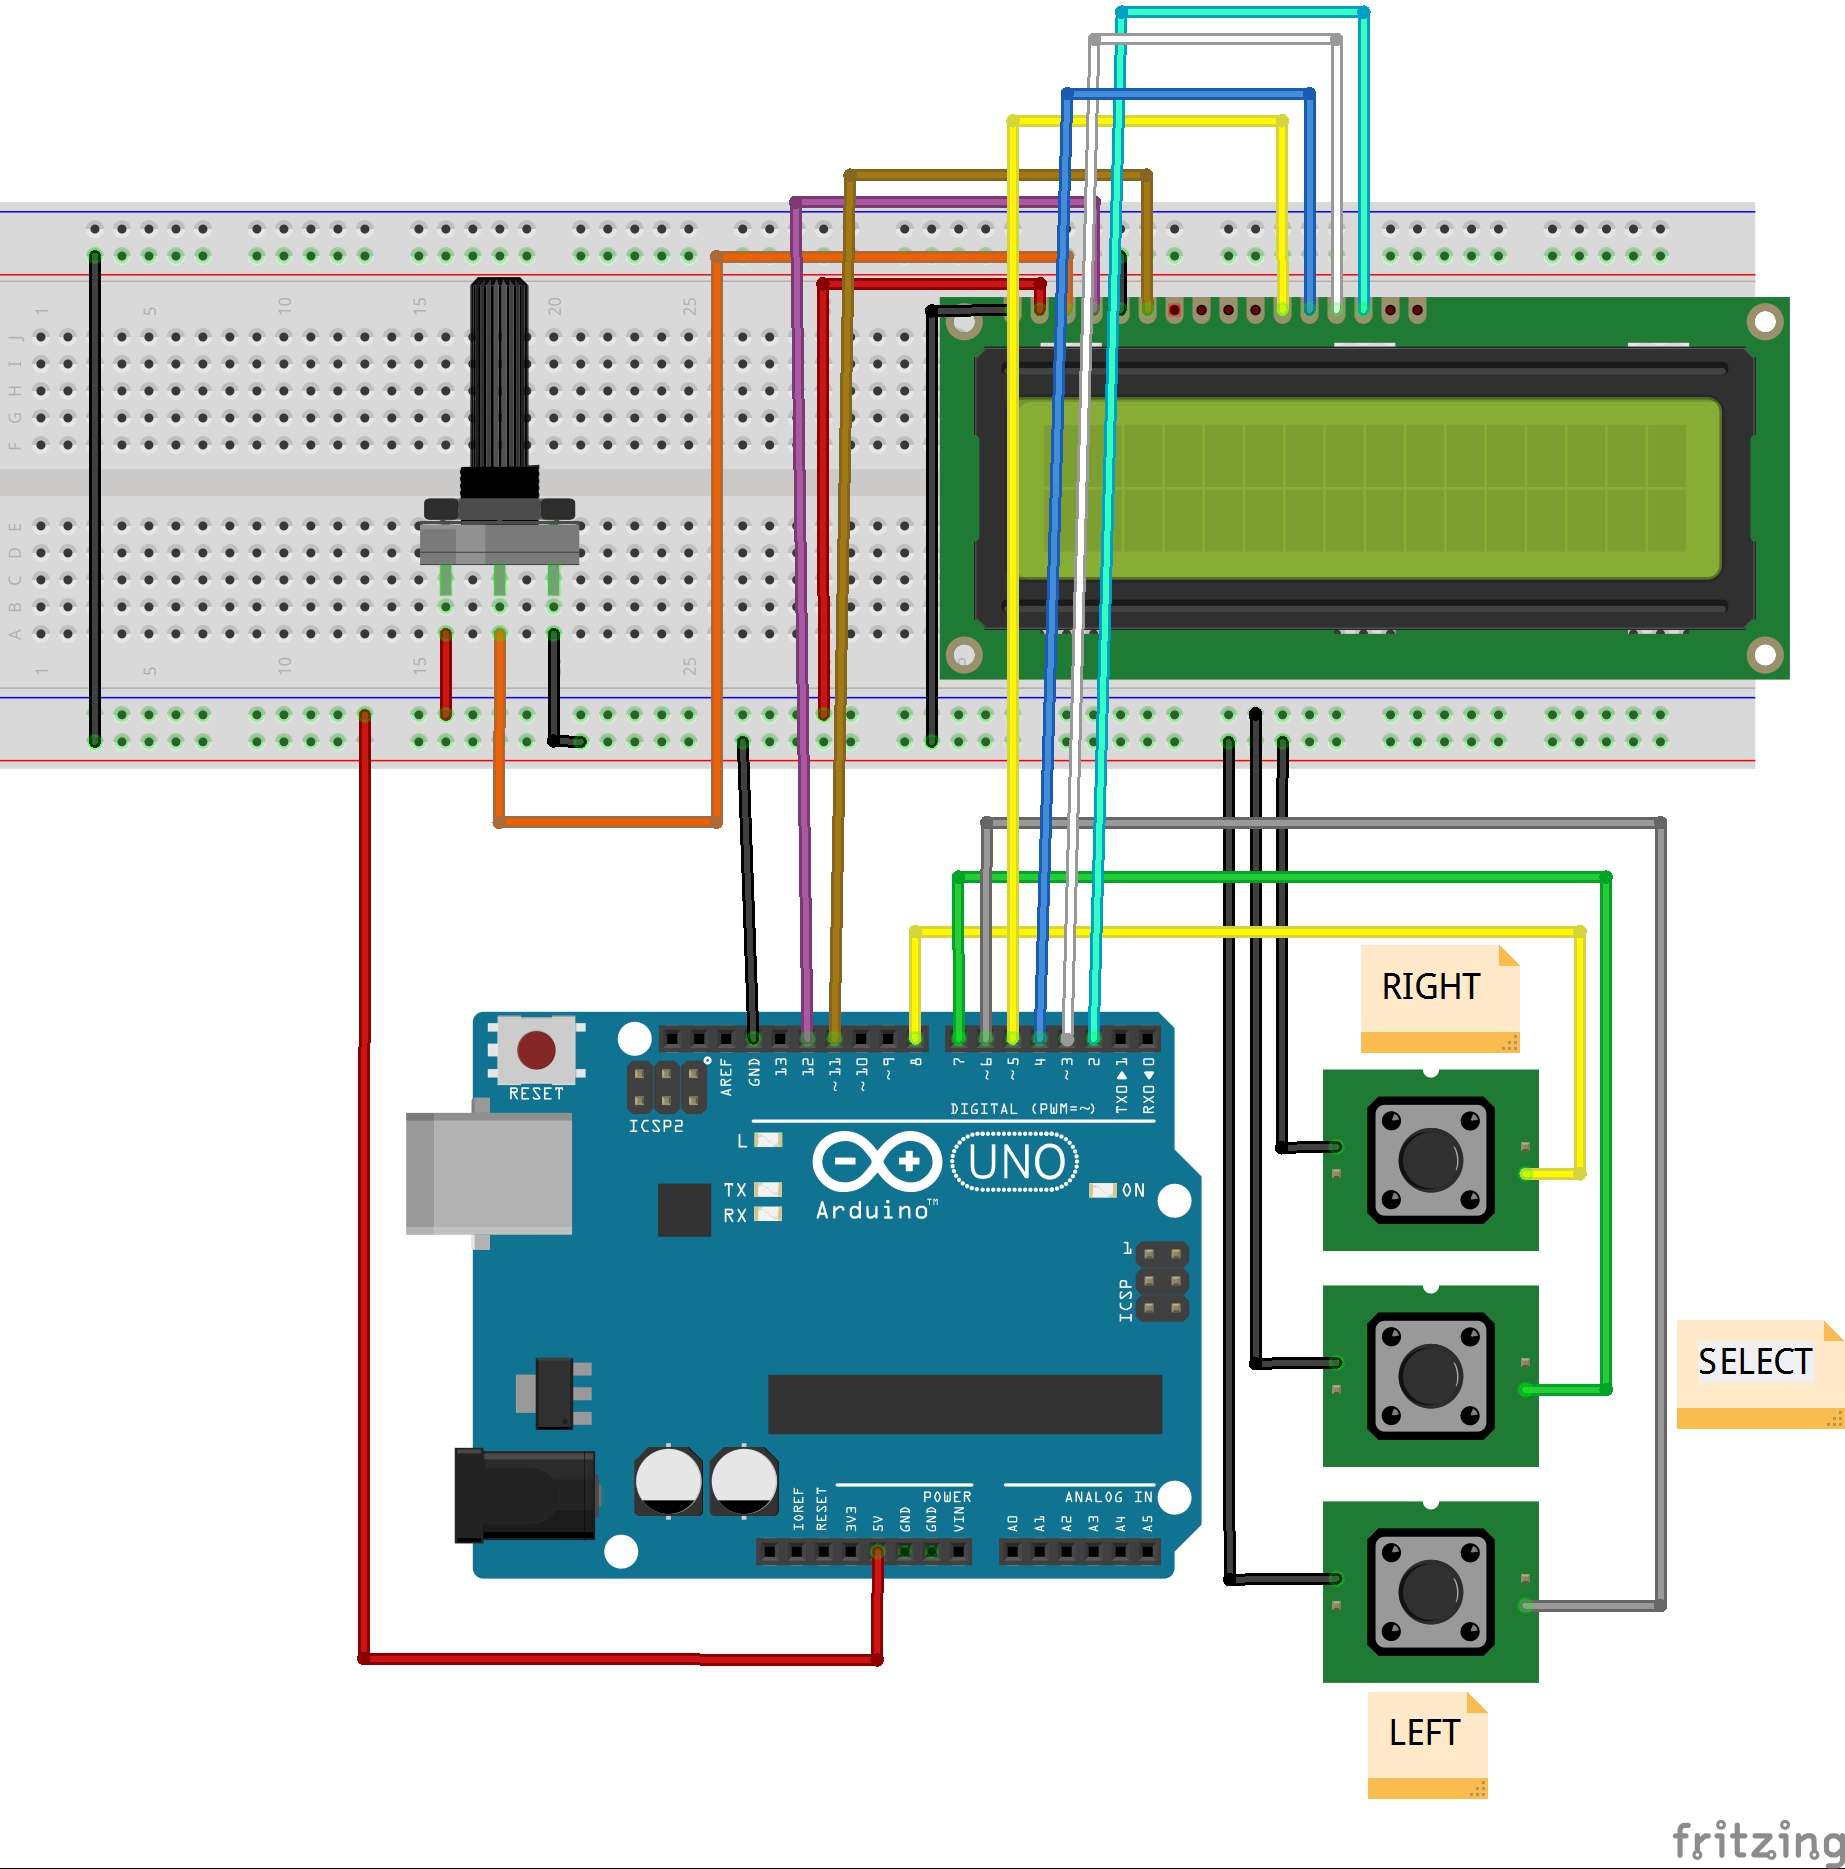 1 5 10 15 20 25
J
I
H
G
F
E
D
C
B
A
1 5 10 15 25
RESET
ICSP2
AREF
GND
13
12
~11
~10
~9
8
7
~6
~5
4
~3
2
TX0▶1
RX0◀0
DIGITAL (PWM=~)
L
TX
RX
UNO
Arduino™
ON
1
ICSP
POWER
ANALOG IN
IOREF
RESET
3V3
5V
GND
GND
VIN
A0
A1
A2
A3
A4
A5
RIGHT
SELECT
LEFT
fritzing